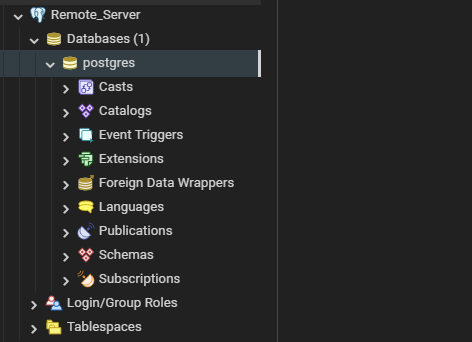 Remote_Server
Databases (1)
postgres
Casts
Catalogs
Event Triggers
Extensions
Foreign Data Wrappers
Languages
Publications
Schemas
Subscriptions
Login/Group Roles
Tablespaces